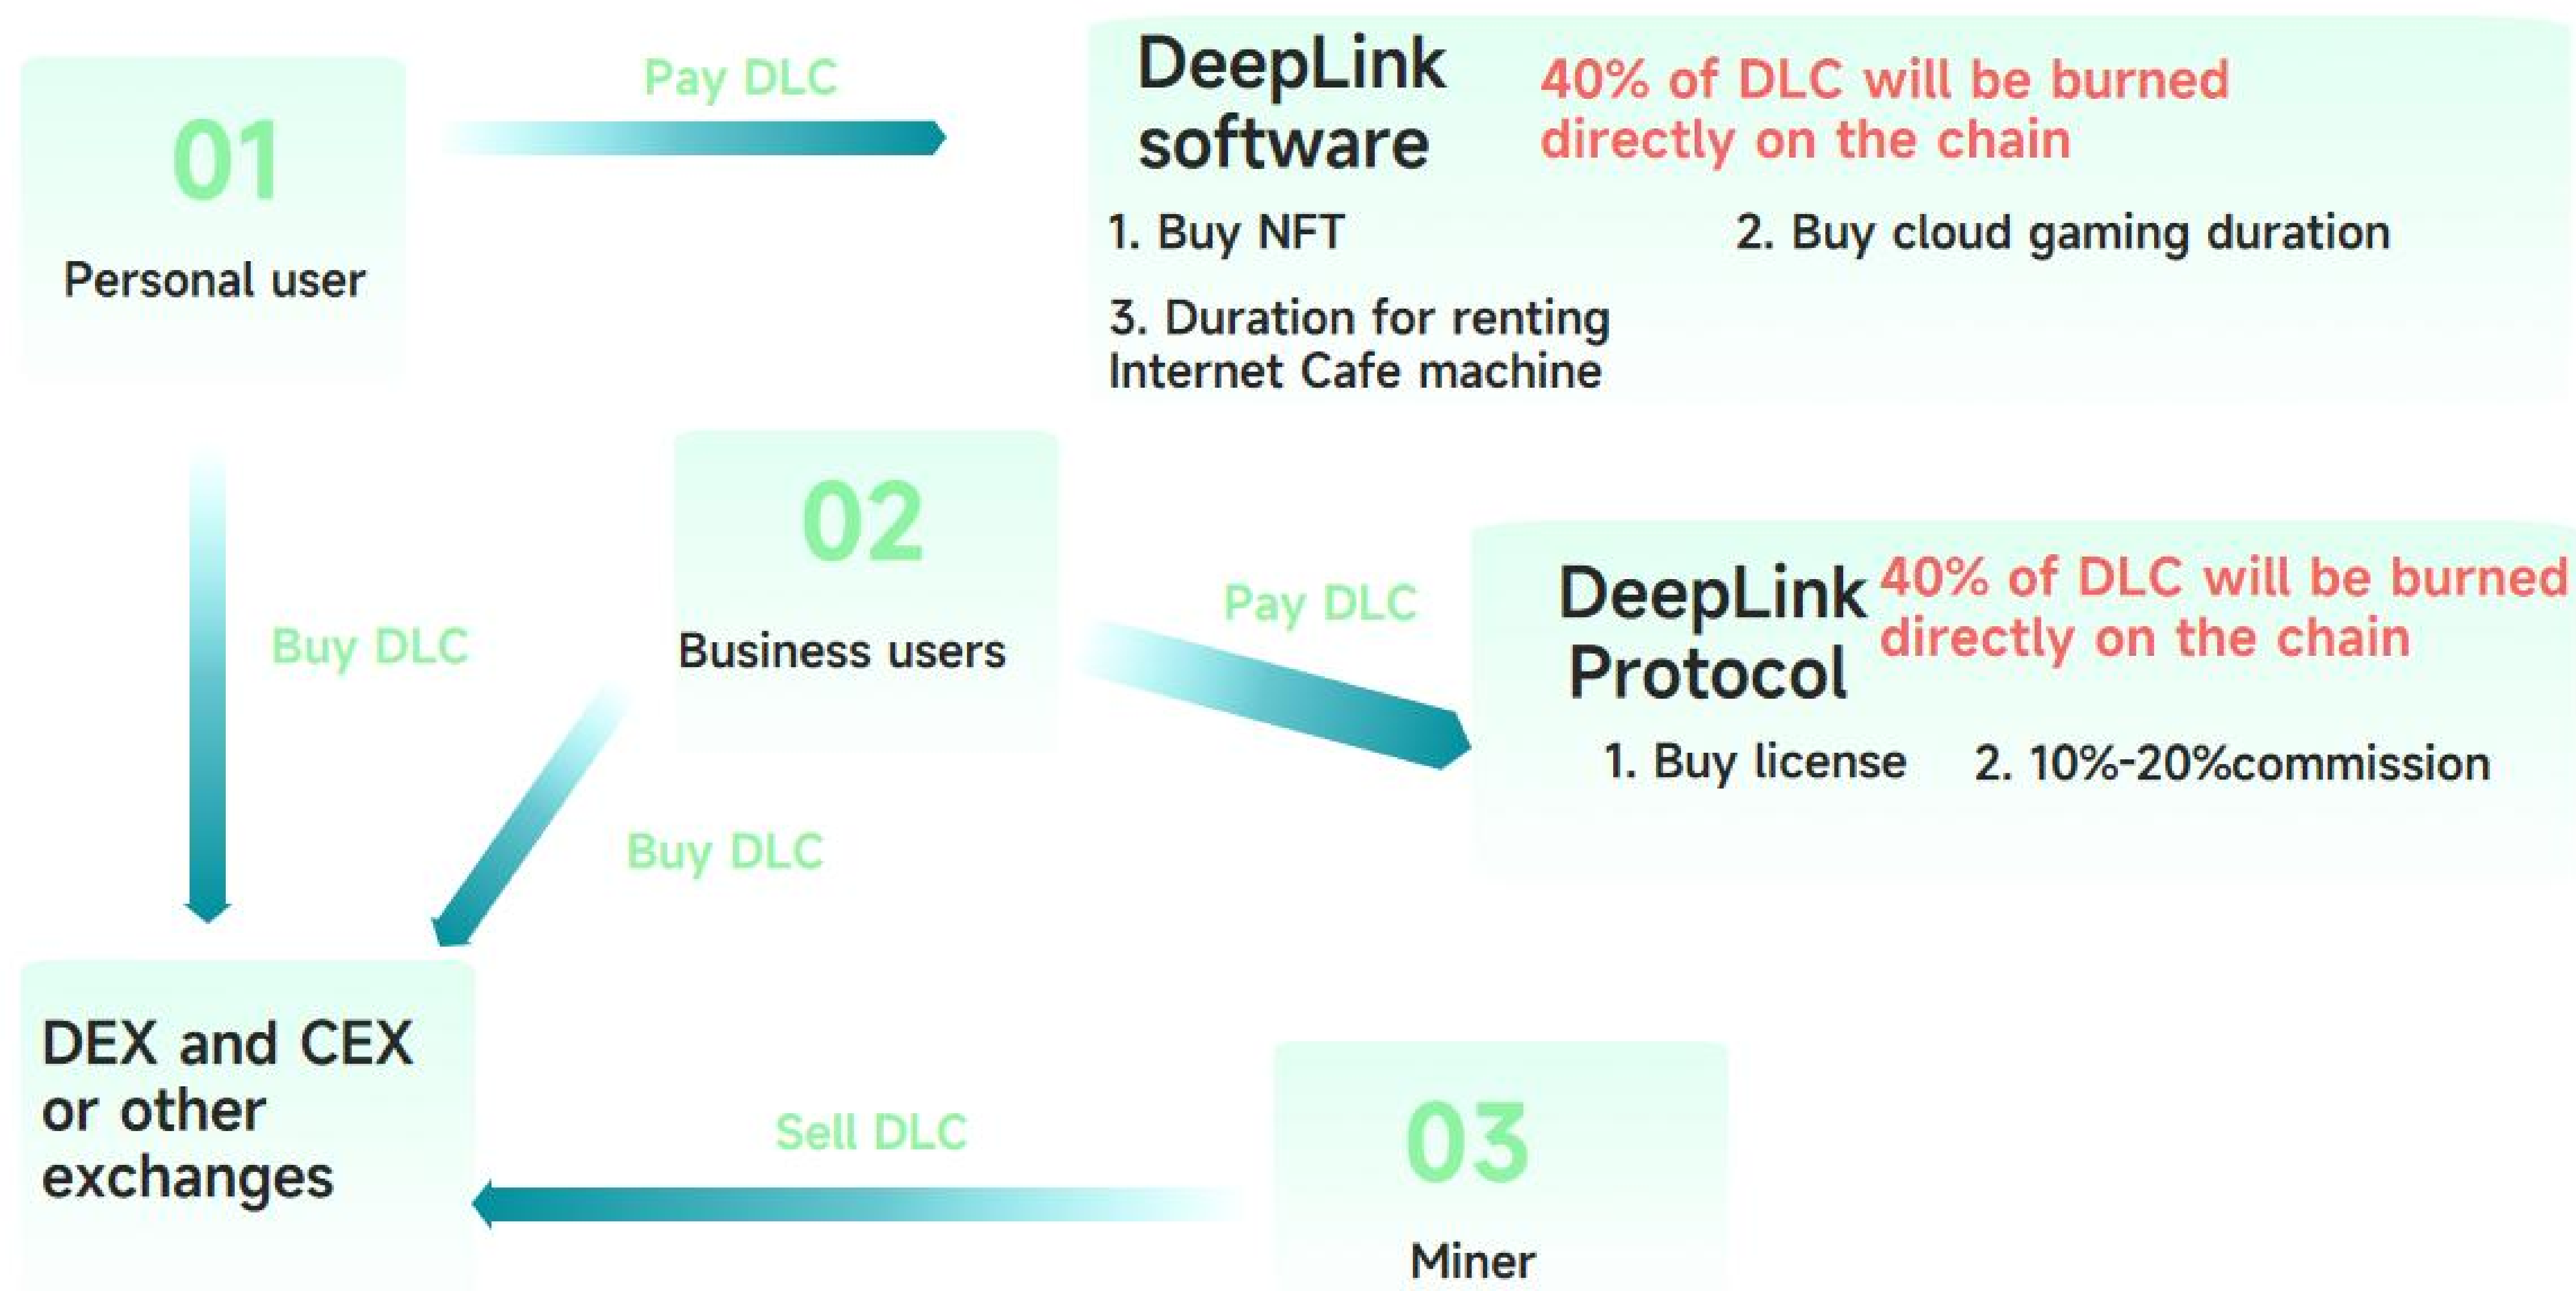 01
Personal user
Pay DLC
DeepLink
software
40% of DLC will be burned
directly on the chain
1. Buy NFT
2. Buy cloud gaming duration
3. Duration for renting
Internet Cafe machine
Buy DLC
02
Business users
Buy DLC
Pay DLC
DeepLink
Protocol
40% of DLC will be burned
directly on the chain
1. Buy license
2. 10%-20%commission
DEX and CEX
or other
exchanges
Sell DLC
03
Miner